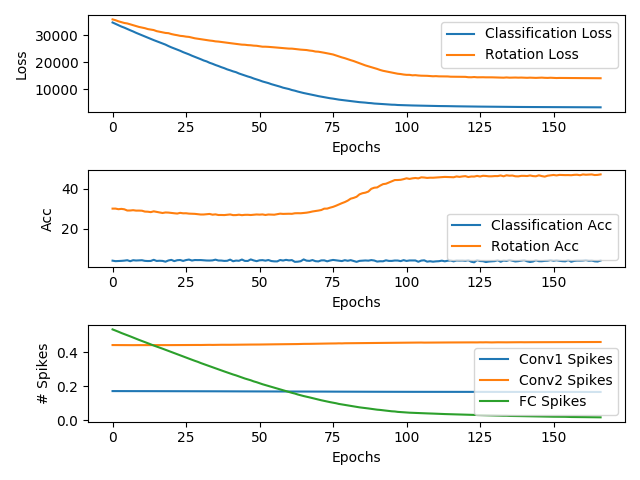 Loss
30000
20000
10000
Classification Loss
Rotation Loss
0 25 50 75 100 125 150
Epochs
Acc
40
20
Classification Acc
Rotation Acc
0 25 50 75 100 125 150
Epochs
# Spikes
0.4
0.2
0.0
Conv1 Spikes
Conv2 Spikes
FC Spikes
0 25 50 75 100 125 150
Epochs